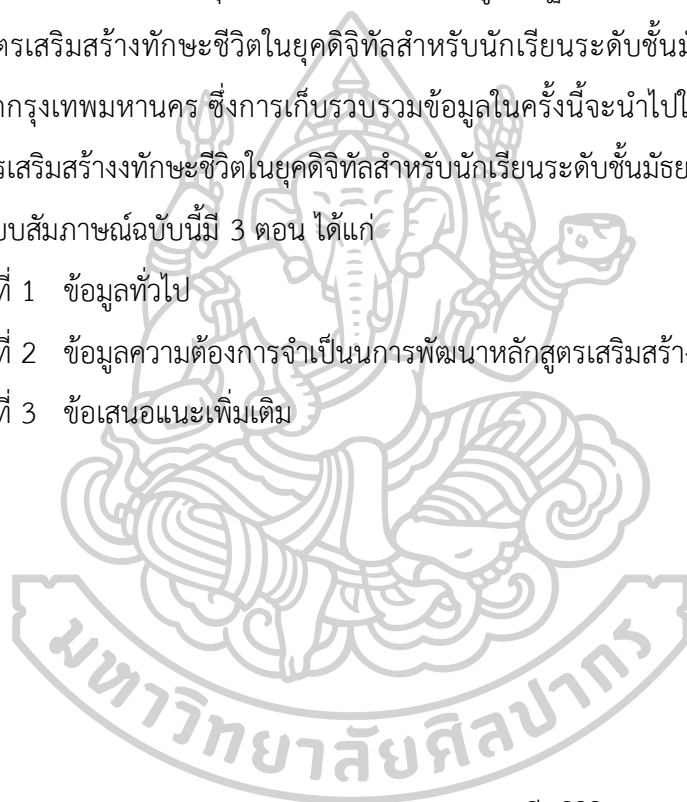 ตรเสริมสร้างทักษะชีวิตในยุคดิจิทัลสำหรับนักเรียนระดับชั้นมั
ากรุงเทพมหานคร ซึ่งการเก็บรวบรวมข้อมูลในครั้งนี้จะนำไปใ
รเสริมสร้างงทักษะชีวิตในยุคดิจิทัลสำหรับนักเรียนระดับชั้นมัธย
บบสัมภาษณ์ฉบับนี้มี 3 ตอน ได้แก่
ที่ 1 ข้อมูลทั่วไป
ที่ 2 ข้อมูลความต้องการจำเป็นนการพัฒนาหลักสูตรเสริมสร้าง
ที่ 3 ข้อเสนอแนะเพิ่มเติม
มหาวิทยาลัยศิลปากร